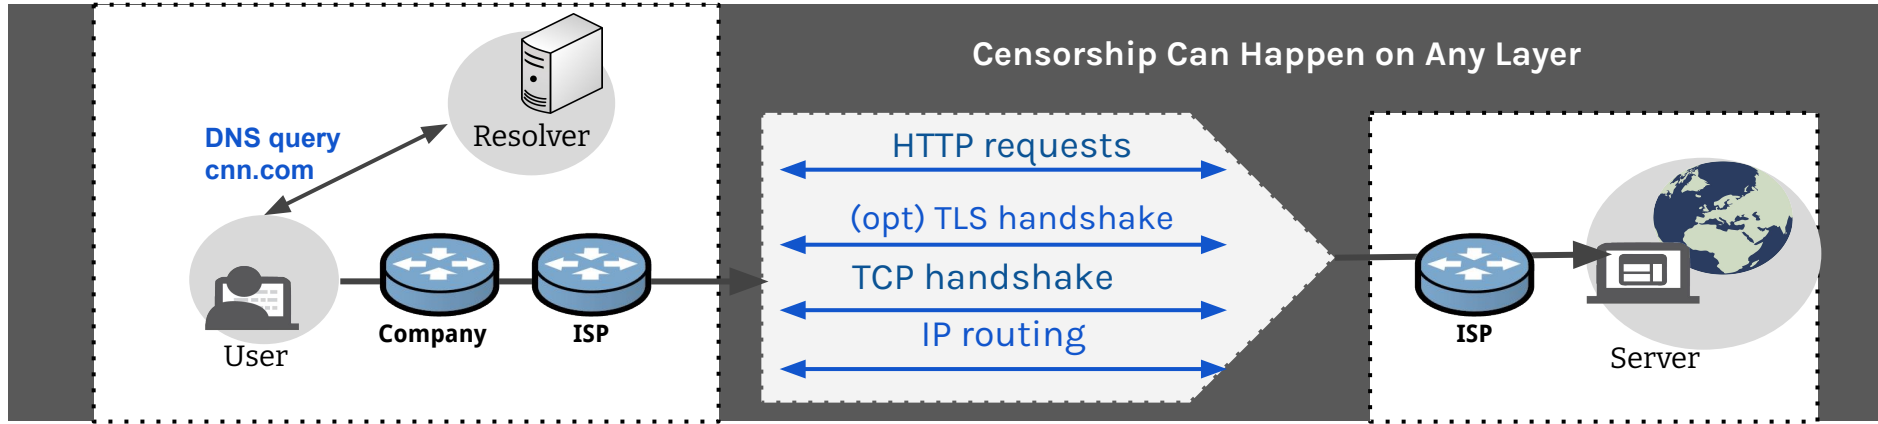 Censorship Can Happen on Any Layer
DNS query
cnn.com
Resolver
User
Company
ISP
HTTP requests
(opt) TLS handshake
TCP handshake
IP routing
ISP
Server